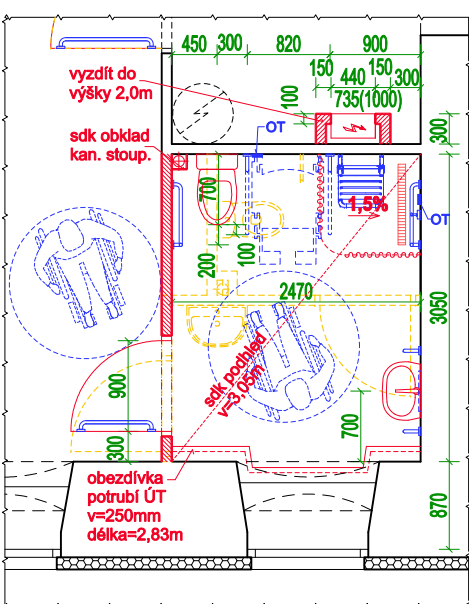 450 300 820 900
vyzdít do
výšky 2,0m
150 150
440 300
735(1000)
100
300
sdk obklad
kan. stoup.
OT
700
1,5%
OT
200
100
2470
3050
sdk podhled
v=3,05m
900
700
300
obezdívka
potrubí ÚT
v=250mm
délka=2,83m
870